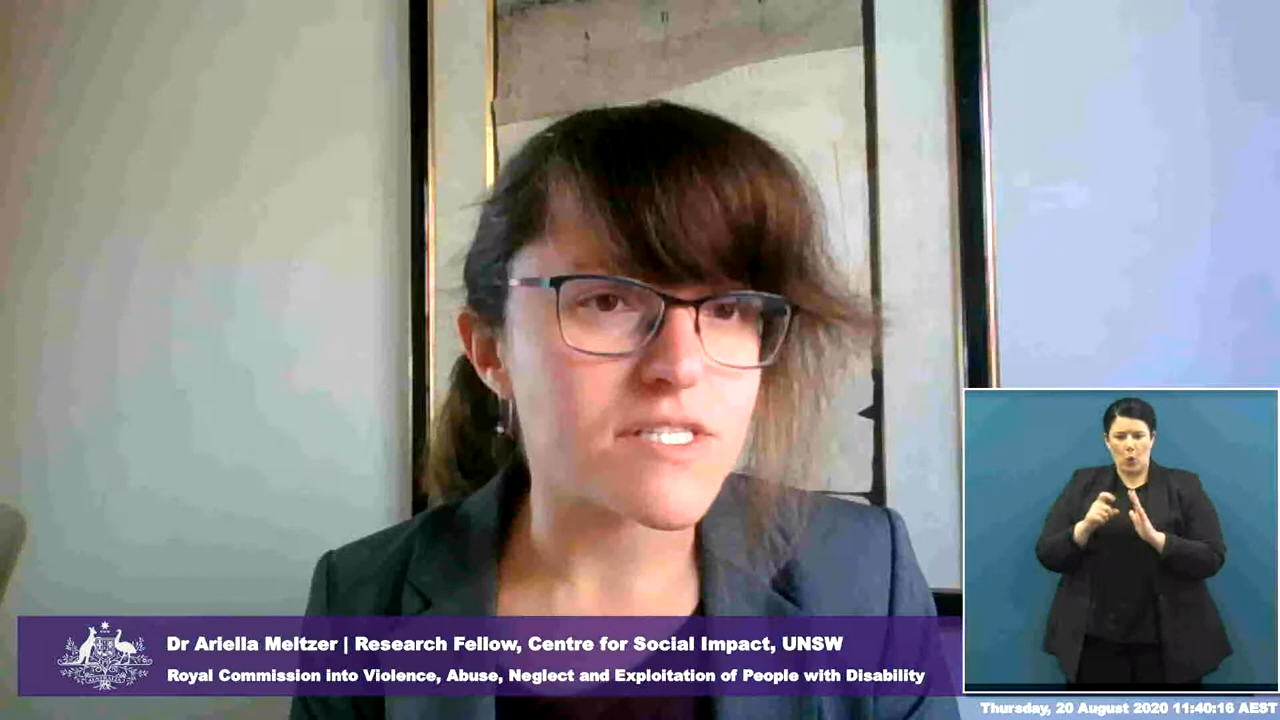 Dr Ariella Meltzer | Research Fellow, Centre for Social Impact, UNSW
Royal Commission into Violence, Abuse, Neglect and Exploitation of People with Disability
Thursday, 20 August 2020 11:40:16 AEST